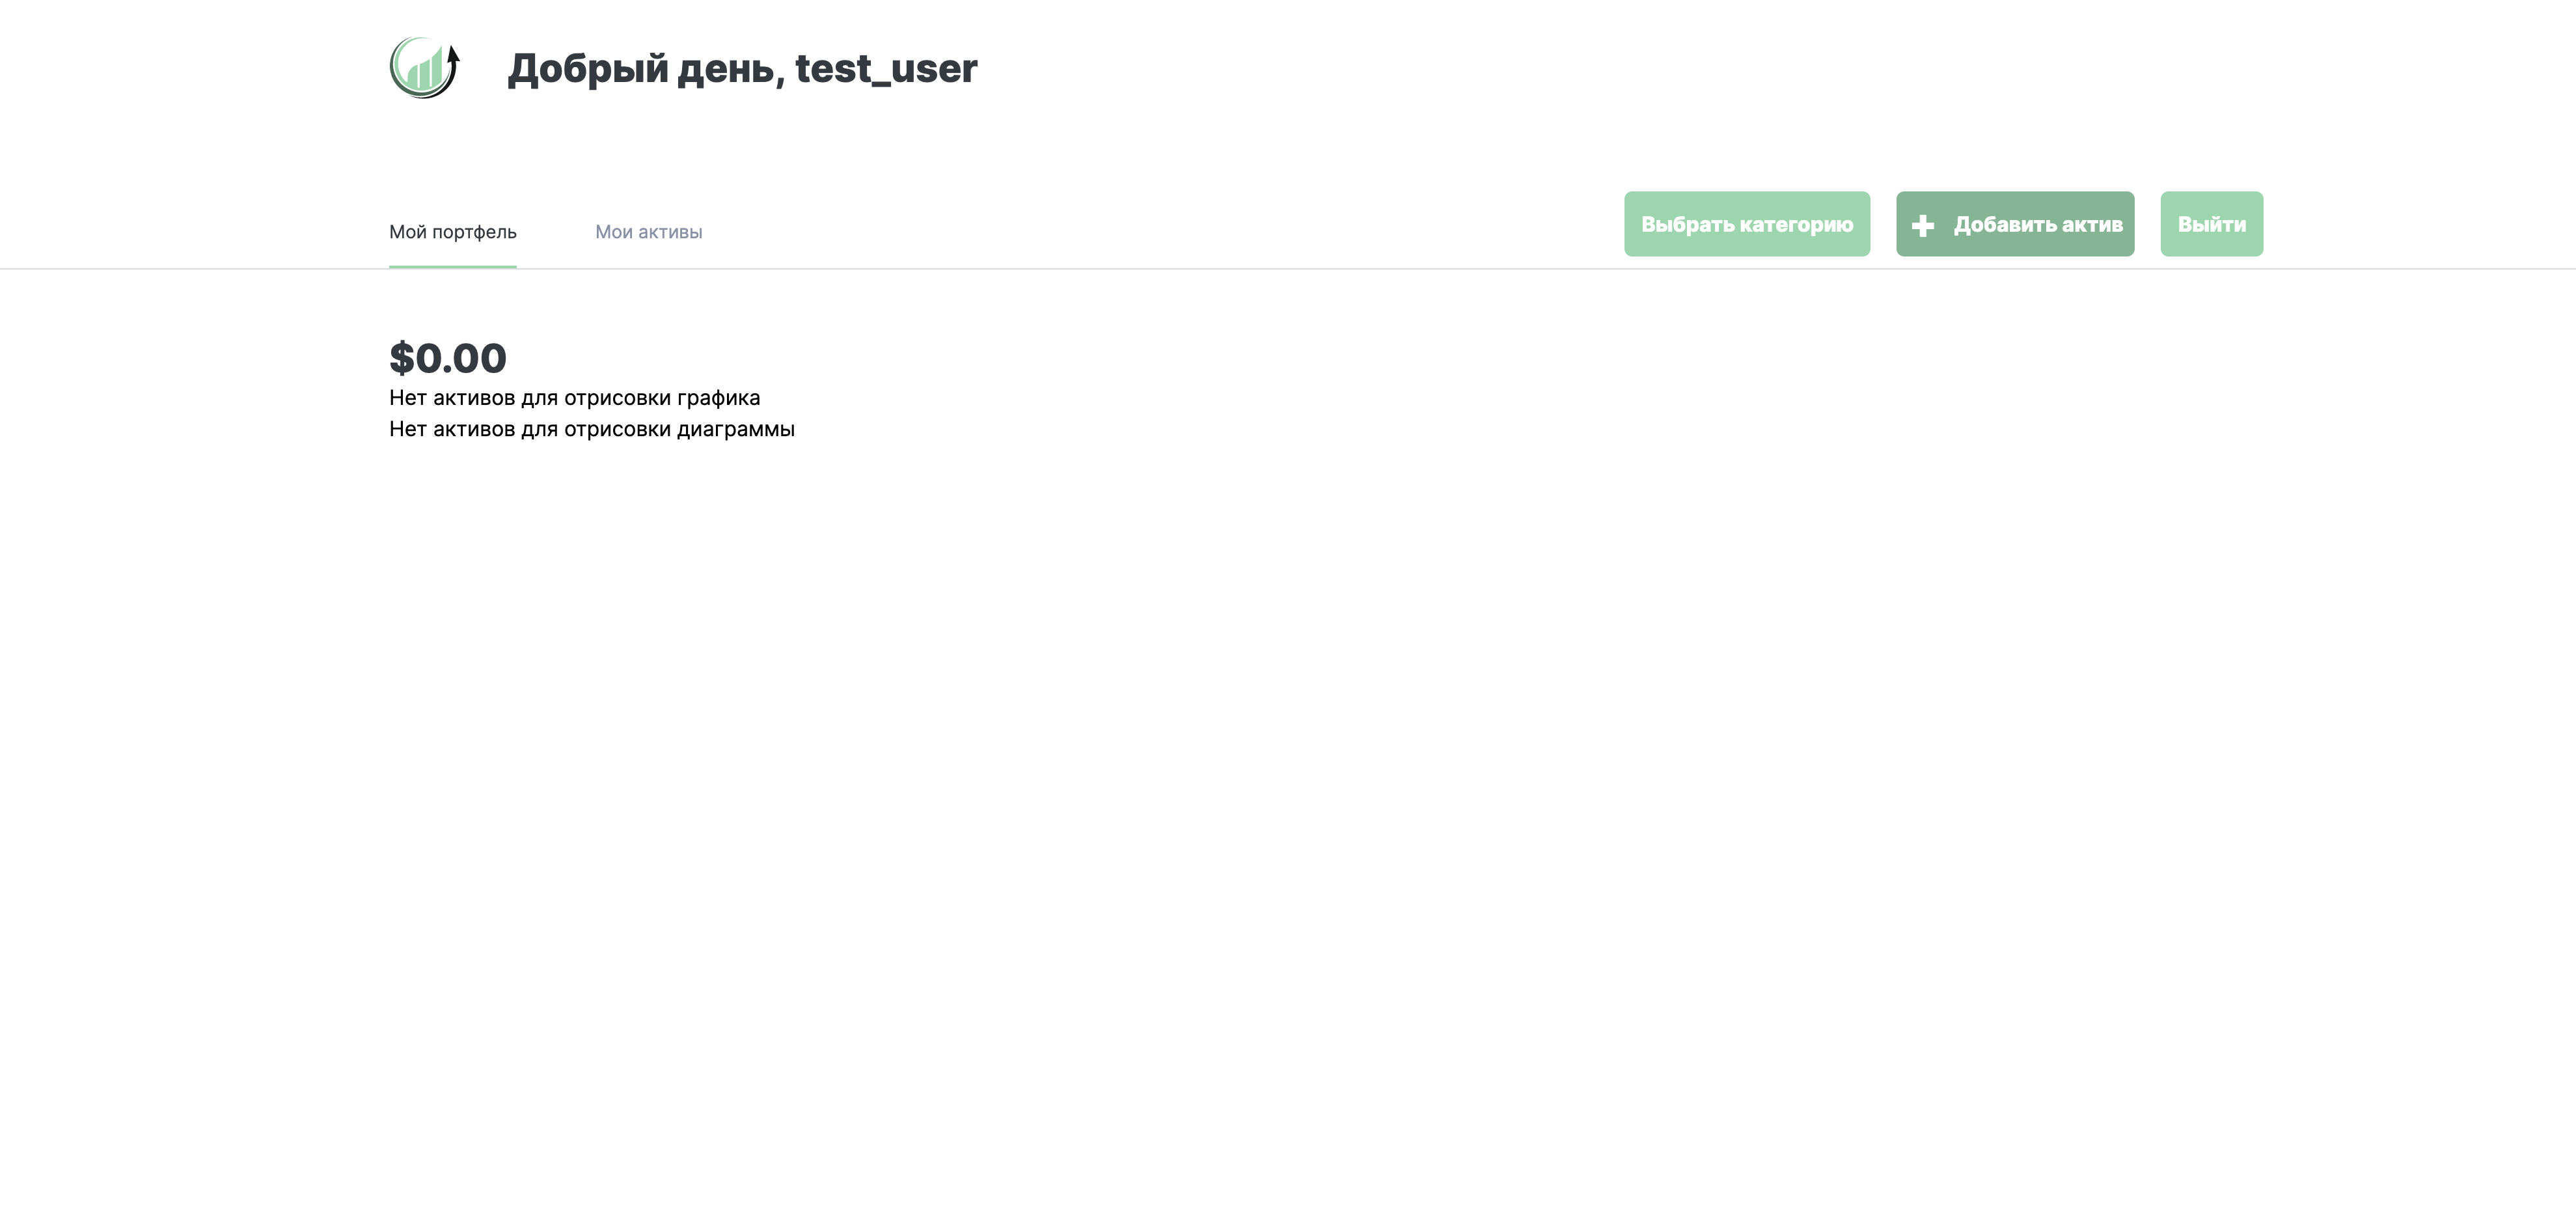 Добрый день, test_user
Мой портфель
Мои активы
Выбрать категорию
Добавить актив
Выйти
$0.00
Нет активов для отрисовки графика
Нет активов для отрисовки диаграммы